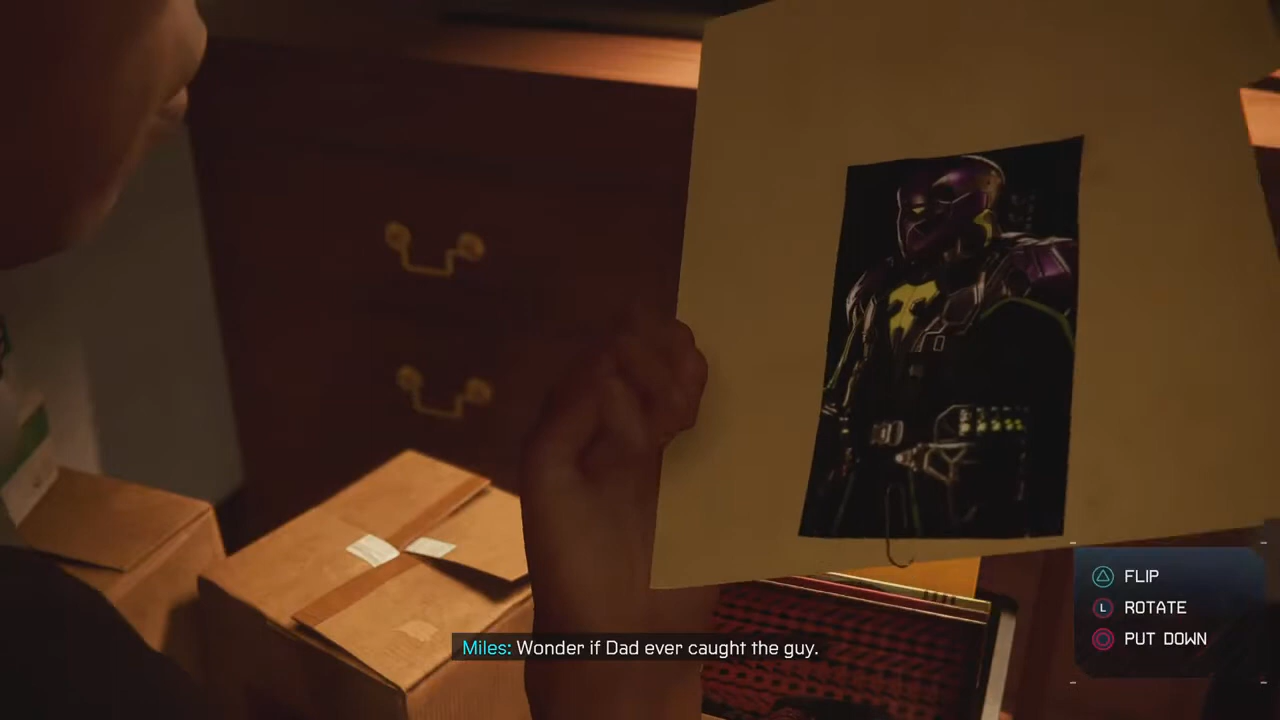 FLIP
L ROTATE
PUT DOWN
Miles: Wonder if Dad ever caught the guy.